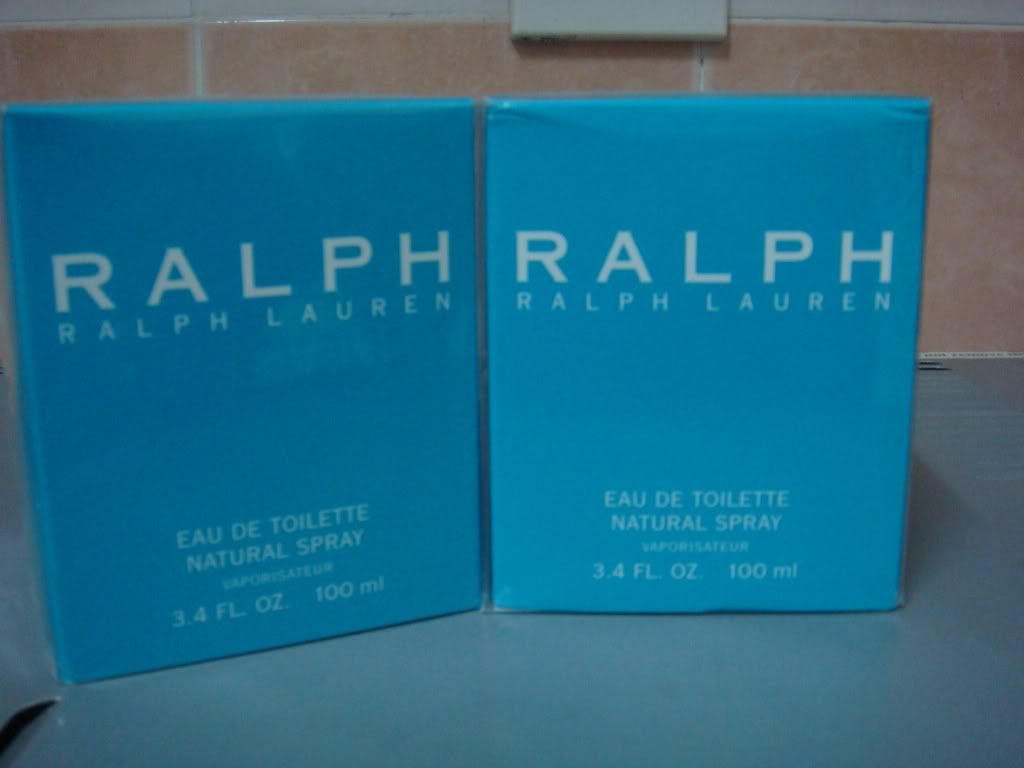 RALPH
RALPH LAUREN
EAU DE TOILETTE
NATURAL SPRAY
VAPORISATEUR
3.4 FL. OZ. 100 ml
RALPH
RALPH LAUREN
EAU DE TOILETTE
NATURAL SPRAY
VAPORISATEUR
3.4 FL. OZ. 100 ml